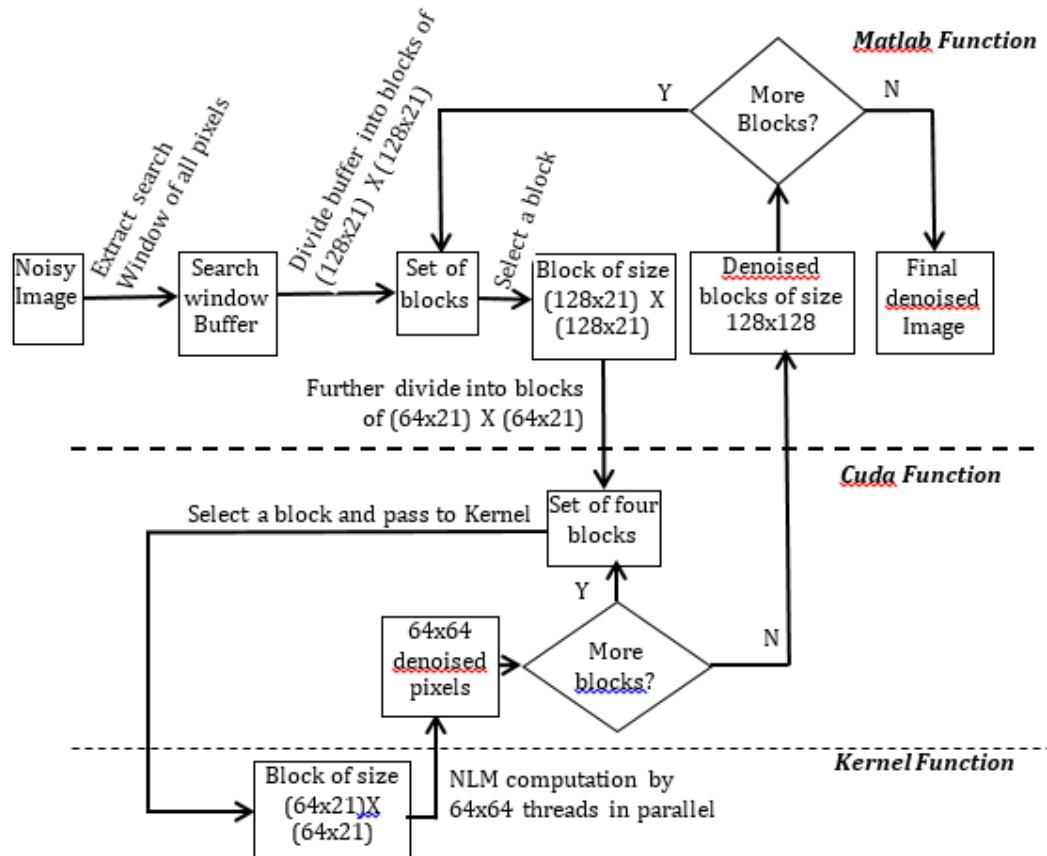 Matlab Function
Extract search
Window of all pixels
Divide buffer into blocks of
(128x21) X (128x21)
Select a block
Y
More
Blocks?
N
Noisy
Image
Search
window
Buffer
Set of
blocks
Block of size
(128x21) X
(128x21)
Denoised
blocks of size
128x128
Final
denoised
Image
Further divide into blocks
of (64x21) X (64x21)
Cuda Function
Select a block and pass to Kernel
Set of four
blocks
Y
64x64
denoised
pixels
More
blocks?
N
Kernel Function
Block of size
(64x21)X
(64x21)
NLM computation by
64x64 threads in parallel